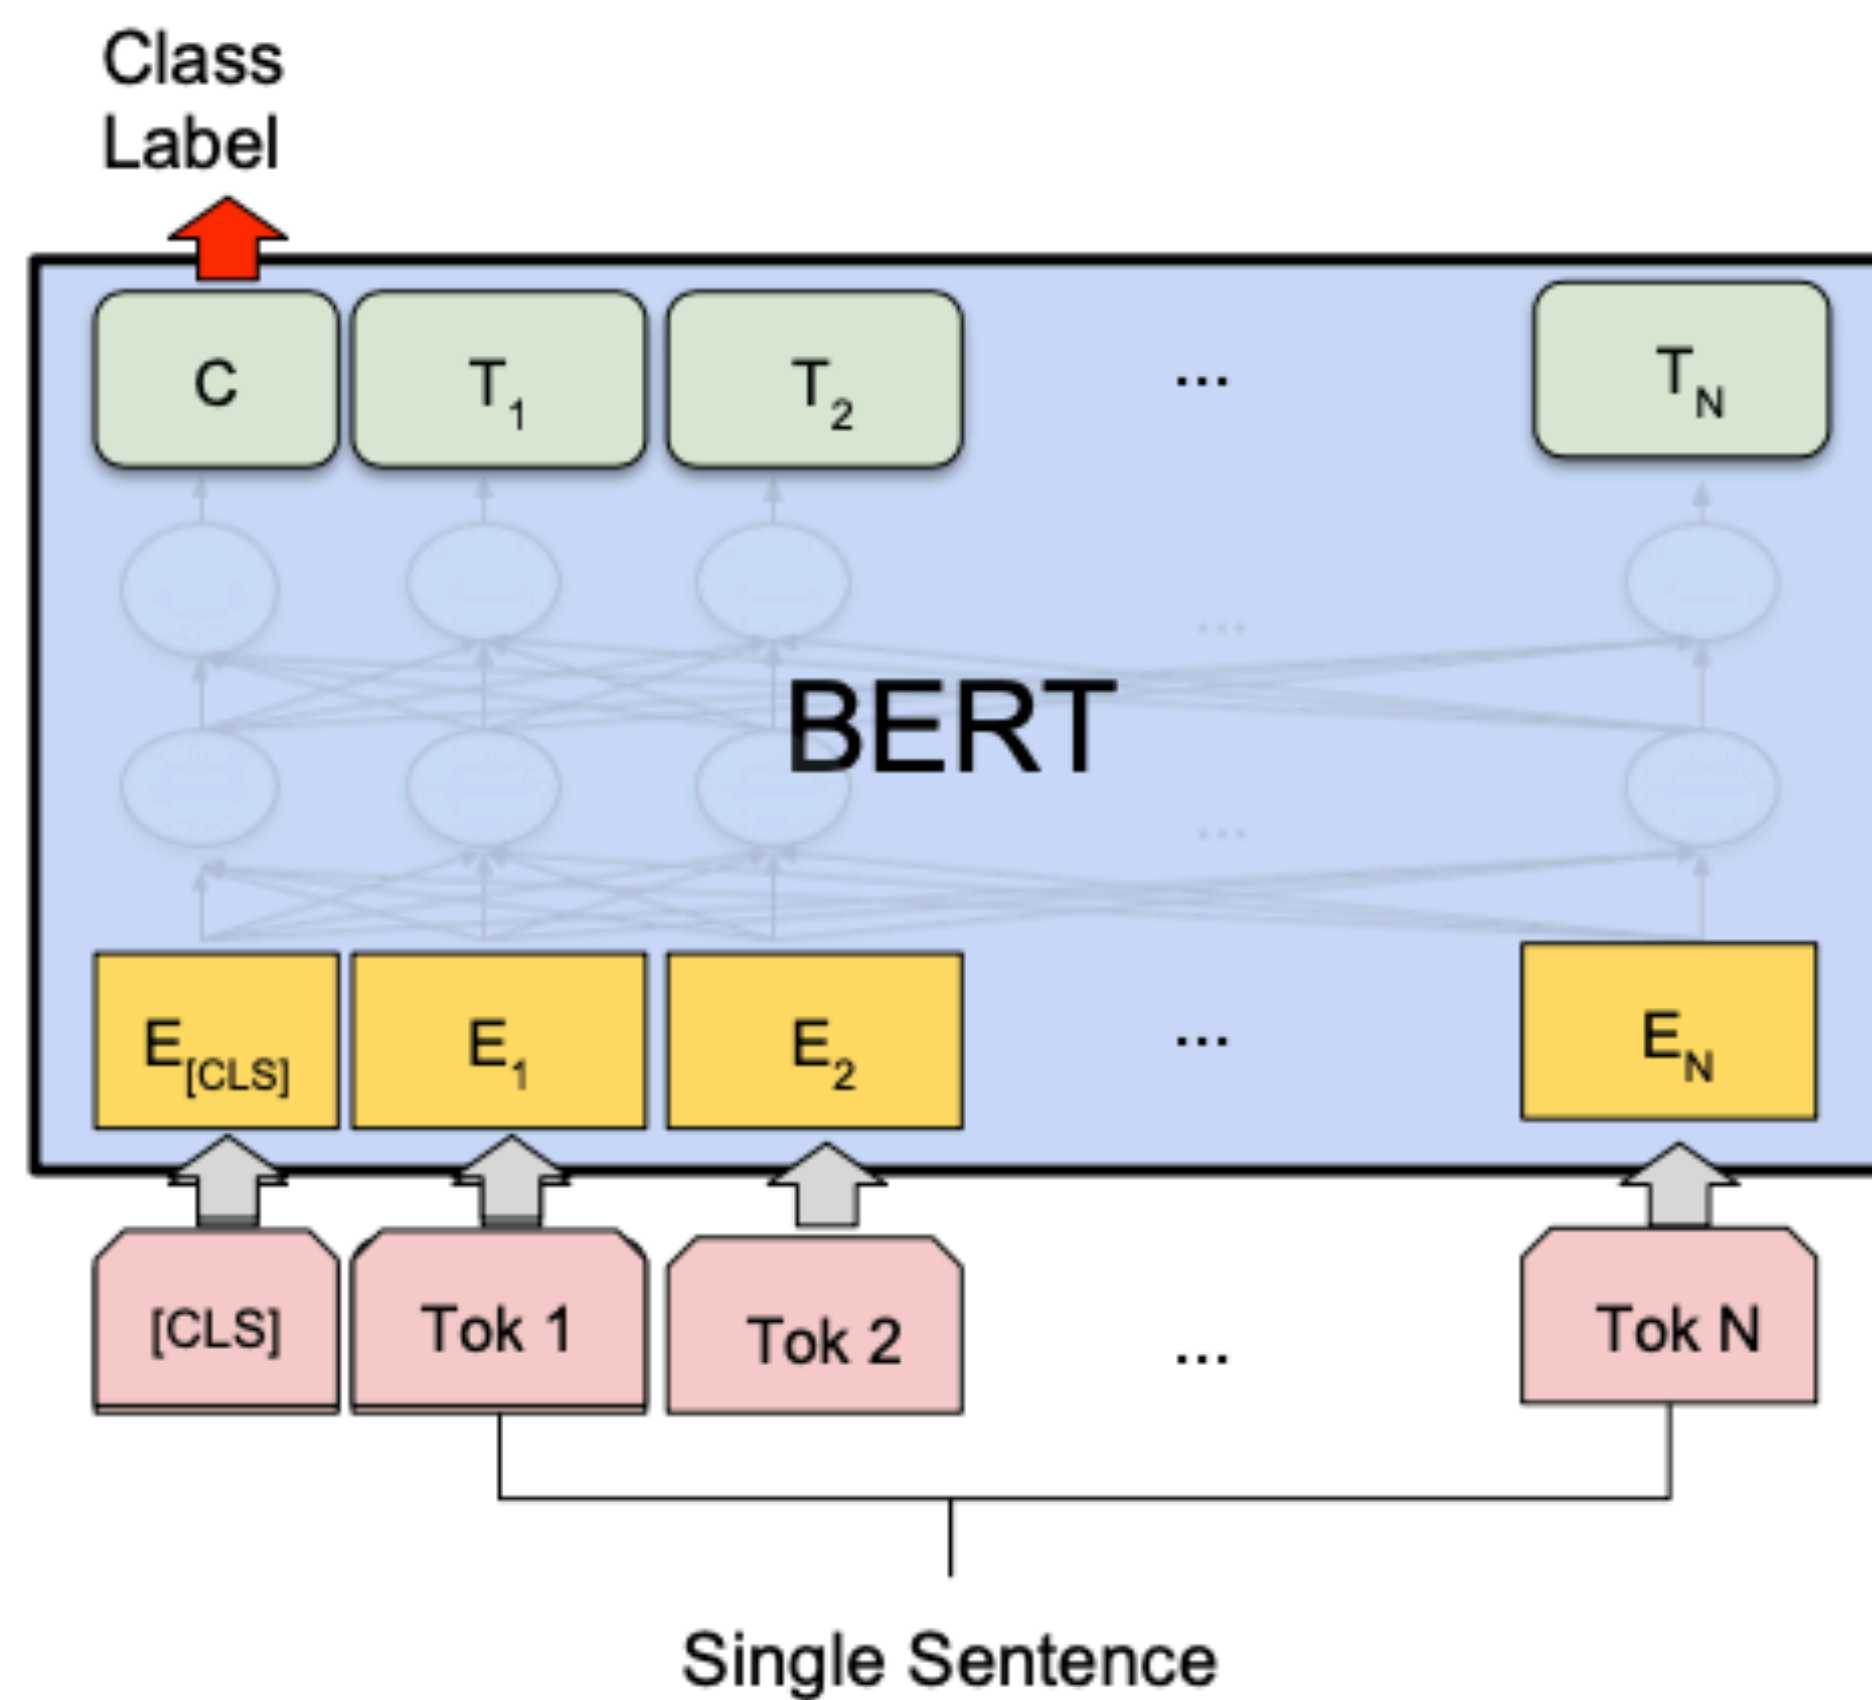 Class
Label
C T1 T2 ... TN
...
BERT
...
E[CLS] E1 E2 ... EN
[CLS] Tok 1 Tok 2 ... Tok N
Single Sentence